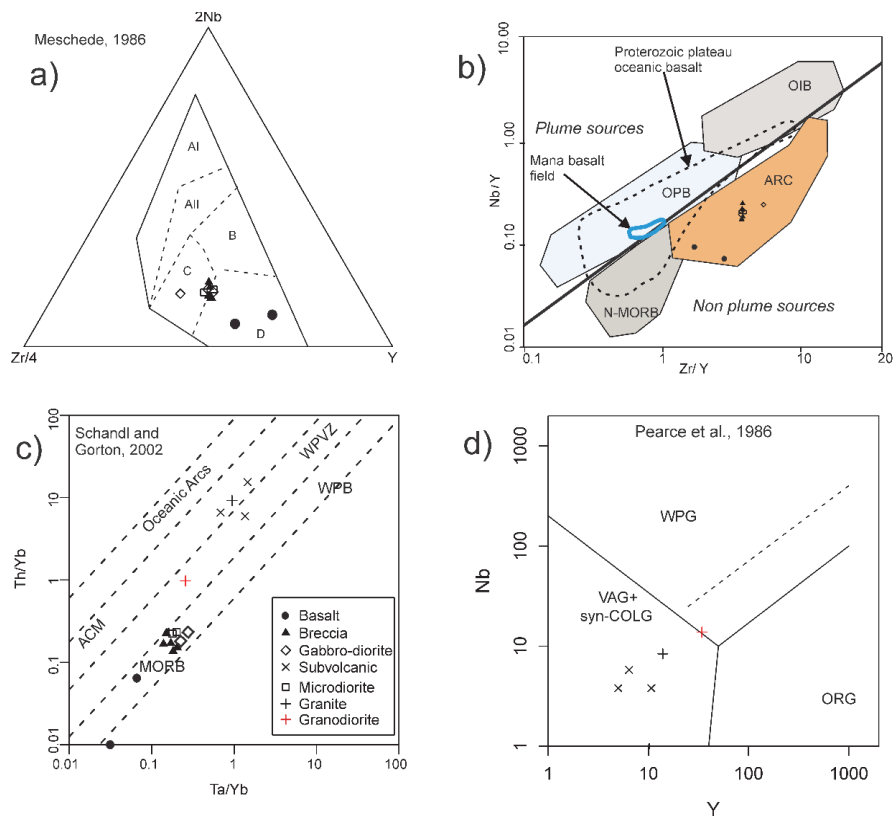 Meschede, 1986
a)
2Nb
AI
AII
B
C
D
Zr/4
Y
b)
Proterozoic plateau
oceanic basalt
Mana basalt
field
Plume sources
Non plume sources
OIB
OPB
ARC
N-MORB
Nb/Y
10.00
1.00
0.10
0.01
0.1
1
10
20
Zr/Y
Schandl and
Gorton, 2002
c)
Oceanic Arcs
WPVZ
WPB
ACM
MORB
Th/Yb
100
10
1
0.1
0.01
0.01
0.1
1
10
100
Ta/Yb
Basalt
Breccia
Gabbro-diorite
Subvolcanic
Microdiorite
Granite
Granodiorite
d)
Pearce et al., 1986
WPG
VAG+
syn-COLG
ORG
Nb
1000
100
10
1
1
10
100
1000
Y